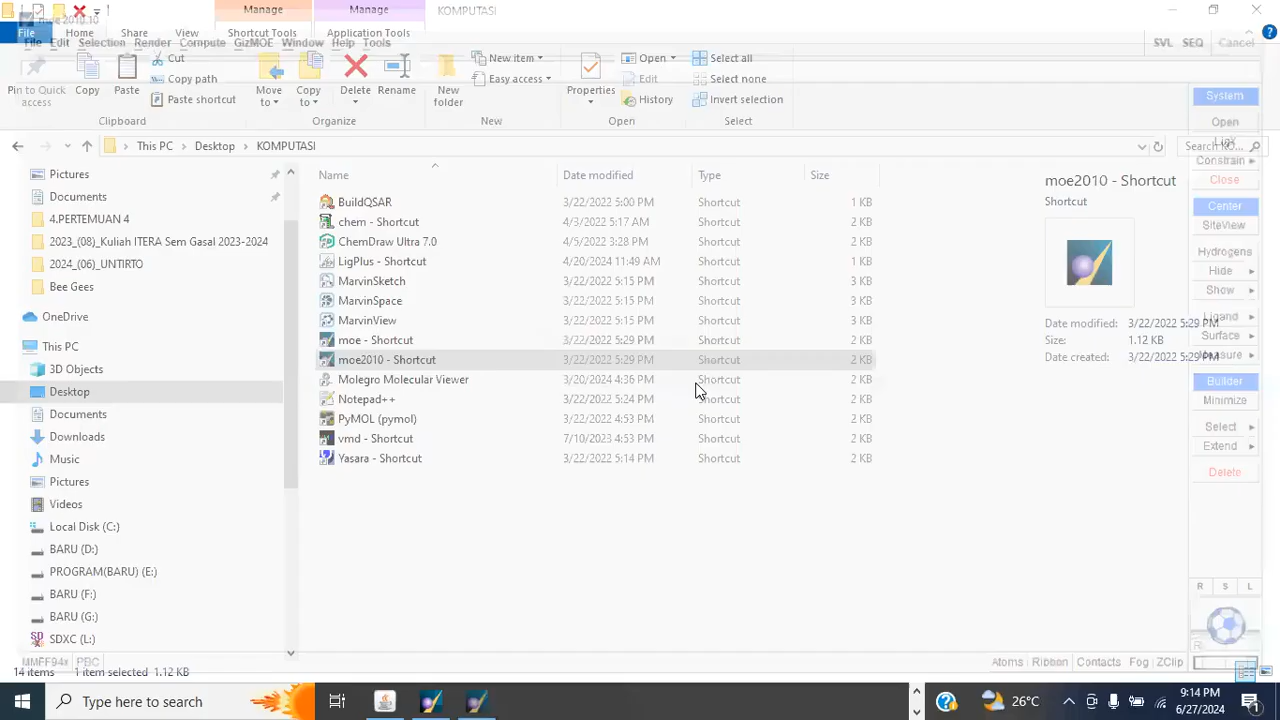 Manage
Manage
KOMPUTASI
moe 2010.10
File
Home
Share
View
Shortcut Tools
Application Tools
File Edit Selection Render Compute GizMOE Window Help Tools
SVL SEQ Cancel
Pin to Quick access
Copy
Paste
Cut
Copy path
Paste shortcut
Move to
Copy to
Delete
Rename
New folder
New item
Easy access
Properties
Open
Edit
History
Select all
Select none
Invert selection
Clipboard
Organize
New
Open
Select
This PC
Desktop
KOMPUTASI
Pictures
Documents
4.PERTEMUAN 4
2023_(08)_Kuliah ITERA Sem Gasal 2023-2024
2024_(06)_UNTIRTO
Bee Gees
OneDrive
This PC
3D Objects
Desktop
Documents
Downloads
Music
Pictures
Videos
Local Disk (C:)
BARU (D:)
PROGRAM(BARU) (E:)
BARU (F:)
BARU (G:)
SDXC (L:)
Name Date modified Type Size
BuildQSAR 3/22/2022 5:00 PM Shortcut 1 KB
chem - Shortcut 4/3/2022 5:17 AM Shortcut 2 KB
ChemDraw Ultra 7.0 4/5/2022 3:28 PM Shortcut 2 KB
LigPlus - Shortcut 4/20/2024 11:49 AM Shortcut 1 KB
MarvinSketch 3/22/2022 5:15 PM Shortcut 3 KB
MarvinSpace 3/22/2022 5:15 PM Shortcut 3 KB
MarvinView 3/22/2022 5:15 PM Shortcut 3 KB
moe - Shortcut 3/22/2022 5:29 PM Shortcut 2 KB
moe2010 - Shortcut 3/22/2022 5:29 PM Shortcut 2 KB
Molegro Molecular Viewer 3/20/2024 4:36 PM Shortcut 2 KB
Notepad++ 3/22/2022 5:24 PM Shortcut 2 KB
PyMOL (pymol) 3/22/2022 4:53 PM Shortcut 2 KB
vmd - Shortcut 7/10/2023 4:53 PM Shortcut 2 KB
Yasara - Shortcut 3/22/2022 5:14 PM Shortcut 2 KB
moe2010 - Shortcut
Shortcut
Date modified: 3/22/2022 5:29 PM
Size: 1.12 KB
Date created: 3/22/2022 5:29 PM
System
Open
LigX
Constrain
Close
Center
SiteView
Hydrogens
Hide
Show
Ligand
Surface
Measure
Builder
Minimize
Select
Extend
Delete
R S L
MMFF94x PBC
Atoms Ribbon Contacts Fog ZClip
14 items 1 item selected 1.12 KB
Type here to search
26°C
9:14 PM
6/27/2024